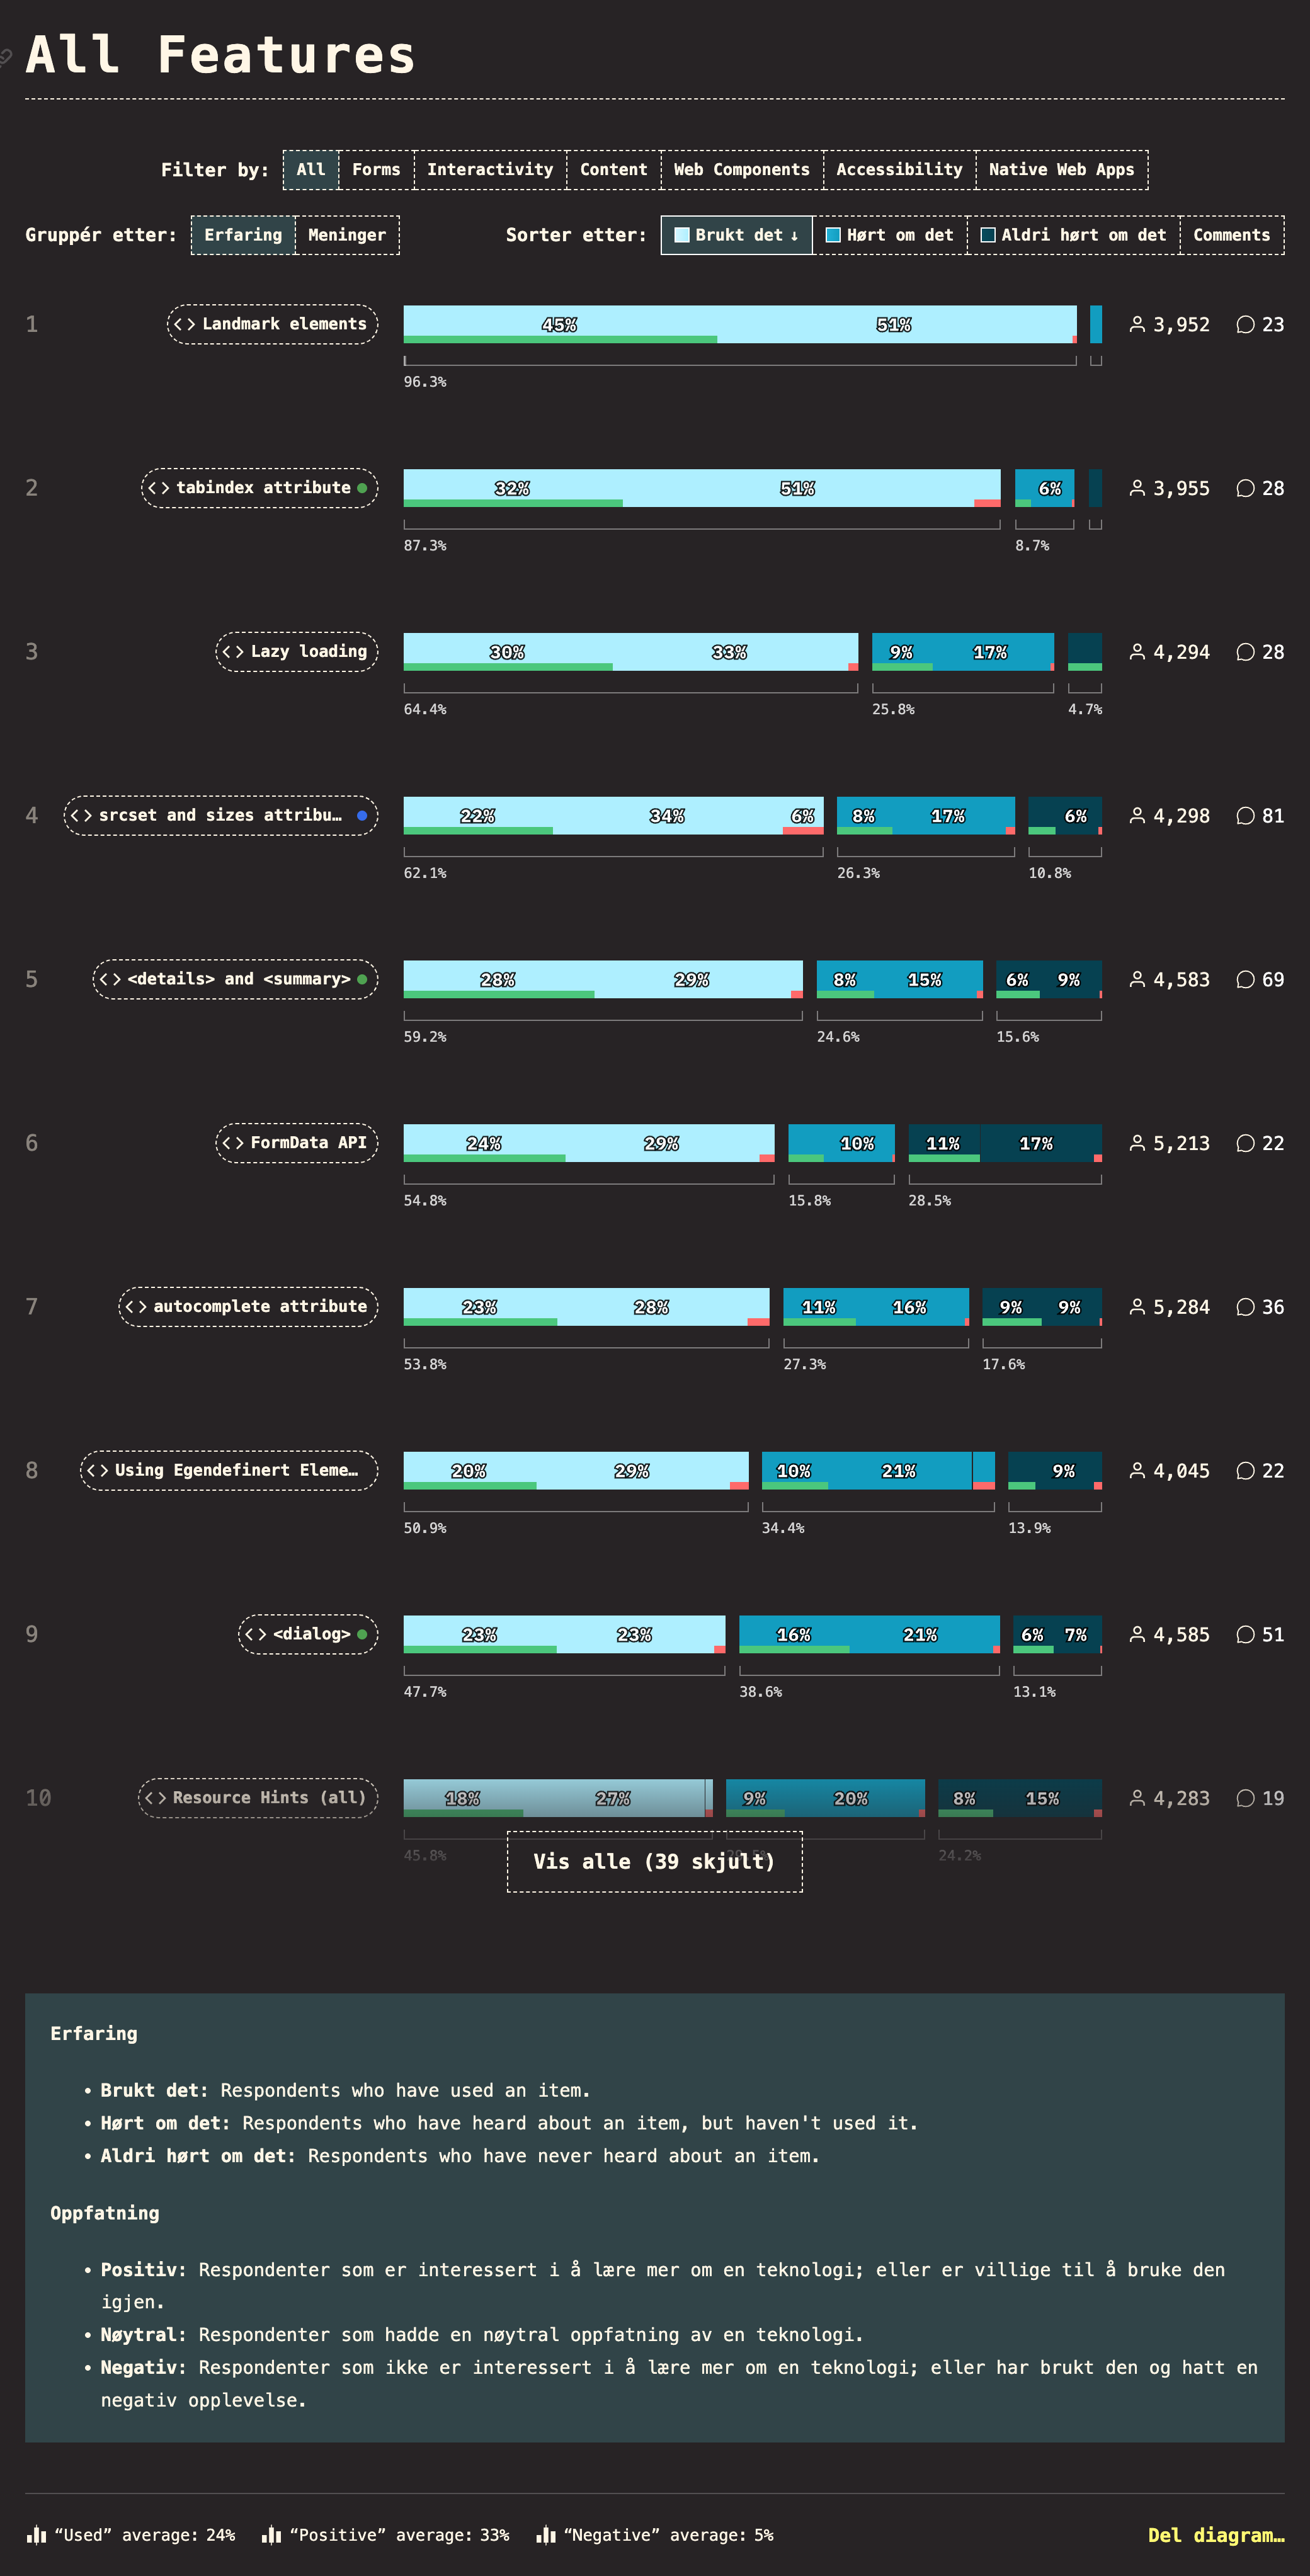 All Features
Filter by: All Forms Interactivity Content Web Components Accessibility Native Web Apps
Gruppér etter: Erfaring Meninger Sorter etter: Brukt det ↓ Hørt om det Aldri hørt om det Comments
1 <> Landmark elements 45% 51% 3,952 23
96.3%
2 <> tabindex attribute 32% 51% 6% 3,955 28
87.3% 8.7%
3 <> Lazy loading 30% 33% 9% 17% 4,294 28
64.4% 25.8% 4.7%
4 <> srcset and sizes attribu… 22% 34% 6% 8% 17% 6% 4,298 81
62.1% 26.3% 10.8%
5 <> <details> and <summary> 28% 29% 8% 15% 6% 9% 4,583 69
59.2% 24.6% 15.6%
6 <> FormData API 24% 29% 10% 11% 17% 5,213 22
54.8% 15.8% 28.5%
7 <> autocomplete attribute 23% 28% 11% 16% 9% 9% 5,284 36
53.8% 27.3% 17.6%
8 <> Using Egendefinert Eleme… 20% 29% 10% 21% 9% 4,045 22
50.9% 34.4% 13.9%
9 <> <dialog> 23% 23% 16% 21% 6% 7% 4,585 51
47.7% 38.6% 13.1%
10 <> Resource Hints (all) 18% 27% 9% 20% 8% 15% 4,283 19
45.8% 24.2%
Vis alle (39 skjult)
Erfaring
• Brukt det: Respondents who have used an item.
• Hørt om det: Respondents who have heard about an item, but haven't used it.
• Aldri hørt om det: Respondents who have never heard about an item.
Oppfatning
• Positiv: Respondenter som er interessert i å lære mer om en teknologi; eller er villige til å bruke den
igjen.
• Nøytral: Respondenter som hadde en nøytral oppfatning av en teknologi.
• Negativ: Respondenter som ikke er interessert i å lære mer om en teknologi; eller har brukt den og hatt en
negativ opplevelse.
“Used” average: 24% “Positive” average: 33% “Negative” average: 5% Del diagram…